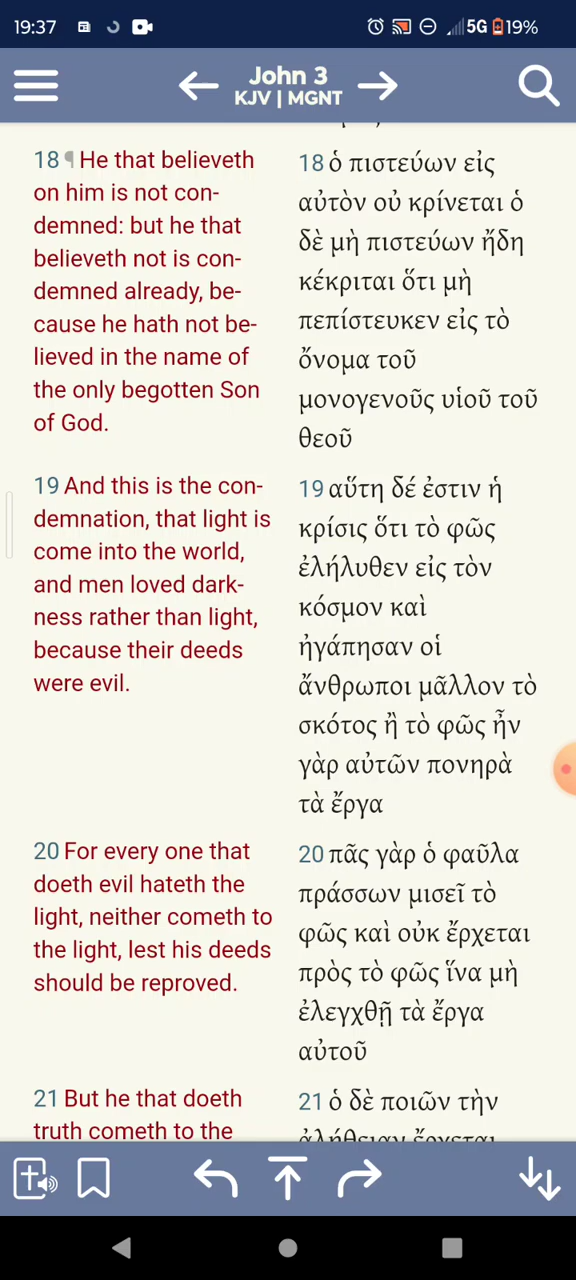 19:37
5G 19%
John 3
KJV | MGNT
18 ¶ He that believeth
on him is not con-
demned: but he that
believeth not is con-
demned already, be-
cause he hath not be-
lieved in the name of
the only begotten Son
of God.
18 ὁ πιστεύων εἰς
αὐτὸν οὐ κρίνεται ὁ
δὲ μὴ πιστεύων ἤδη
κέκριται ὅτι μὴ
πεπίστευκεν εἰς τὸ
ὄνομα τοῦ
μονογενοῦς υἱοῦ τοῦ
θεοῦ
19 And this is the con-
demnation, that light is
come into the world,
and men loved dark-
ness rather than light,
because their deeds
were evil.
19 αὕτη δέ ἐστιν ἡ
κρίσις ὅτι τὸ φῶς
ἐλήλυθεν εἰς τὸν
κόσμον καὶ
ἠγάπησαν οἱ
ἄνθρωποι μᾶλλον τὸ
σκότος ἢ τὸ φῶς ἦν
γὰρ αὐτῶν πονηρὰ
τὰ ἔργα
20 For every one that
doeth evil hateth the
light, neither cometh to
the light, lest his deeds
should be reproved.
20 πᾶς γὰρ ὁ φαῦλα
πράσσων μισεῖ τὸ
φῶς καὶ οὐκ ἔρχεται
πρὸς τὸ φῶς ἵνα μὴ
ἐλεγχθῇ τὰ ἔργα
αὐτοῦ
21 But he that doeth
truth cometh to the
21 ὁ δὲ ποιῶν τὴν
ἀλήθειαν ἔρχεται